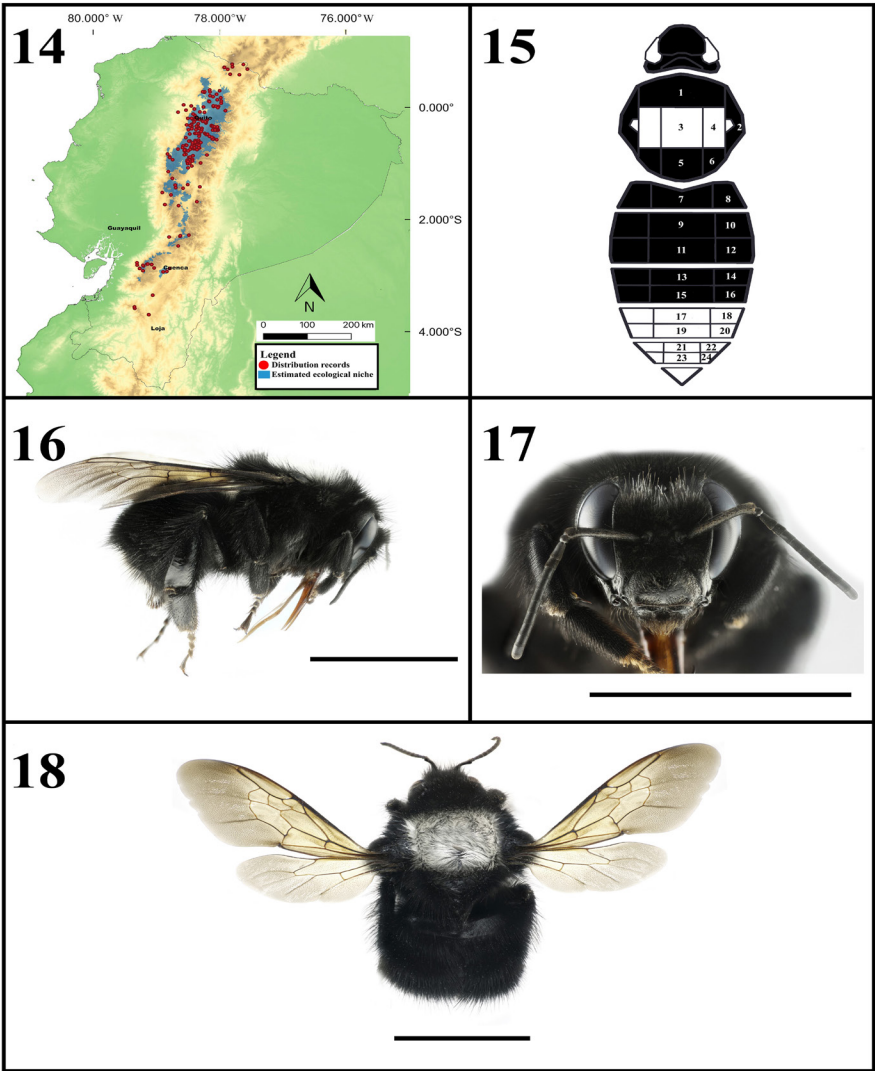 14
80.000° W 78.000° W 76.000° W
0.000°
2.000°S
4.000°S
Quito
Guayaquil
Cuenca
Loja
N
0 100 200 km
Legend
Distribution records
Estimated ecological niche
15
1
3 4 2
5 6
7 8
9 10
11 12
13 14
15 16
17 18
19 20
21 22
23 24
16
17
18